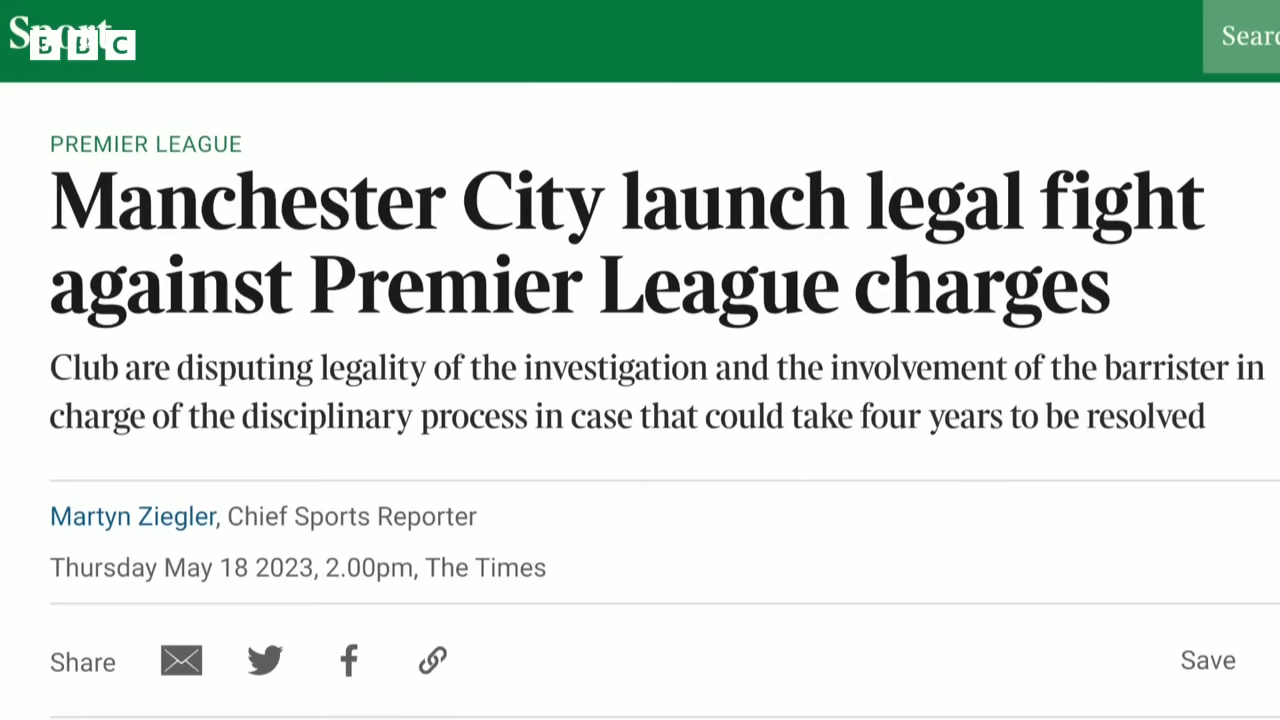 Sport
BBC
Searc
PREMIER LEAGUE
Manchester City launch legal fight
against Premier League charges
Club are disputing legality of the investigation and the involvement of the barrister in
charge of the disciplinary process in case that could take four years to be resolved
Martyn Ziegler, Chief Sports Reporter
Thursday May 18 2023, 2.00pm, The Times
Share
Save